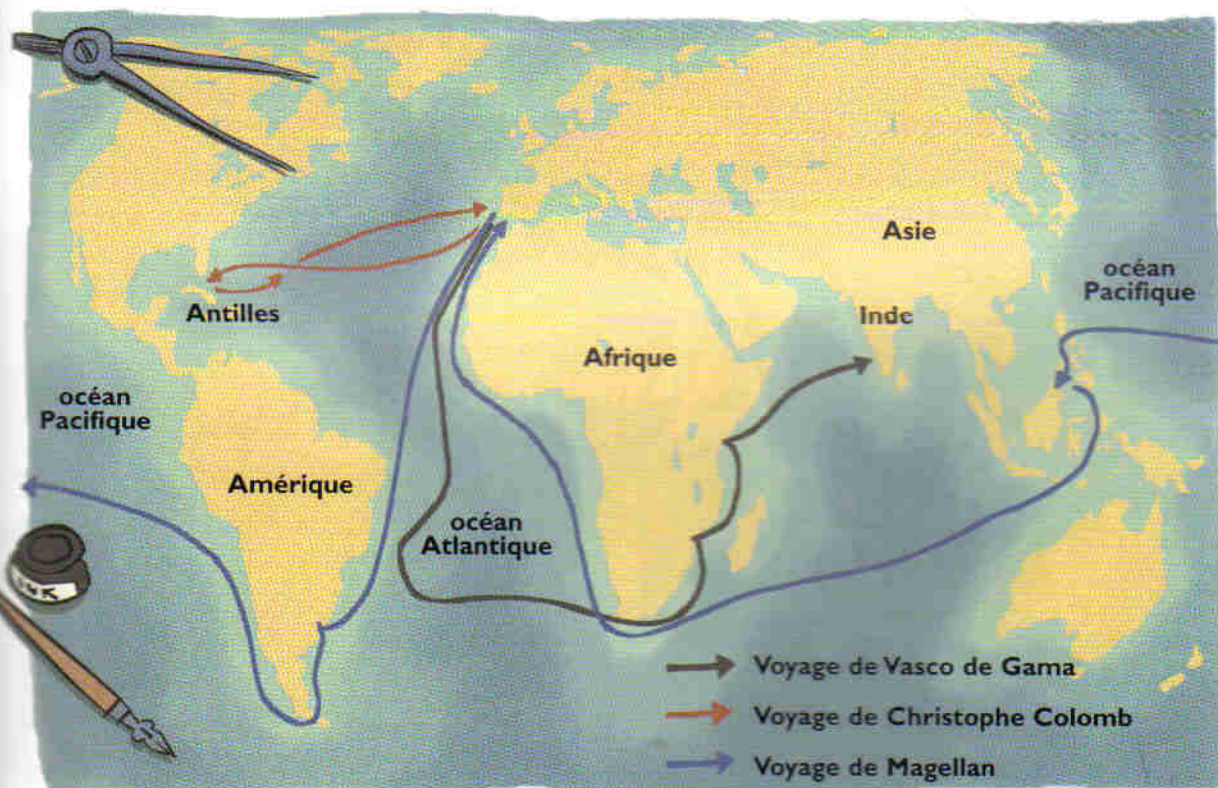 Asie
océan
Pacifique
Antilles
Inde
Afrique
océan
Pacifique
Amérique
océan
Atlantique
Voyage de Vasco de Gama
Voyage de Christophe Colomb
Voyage de Magellan